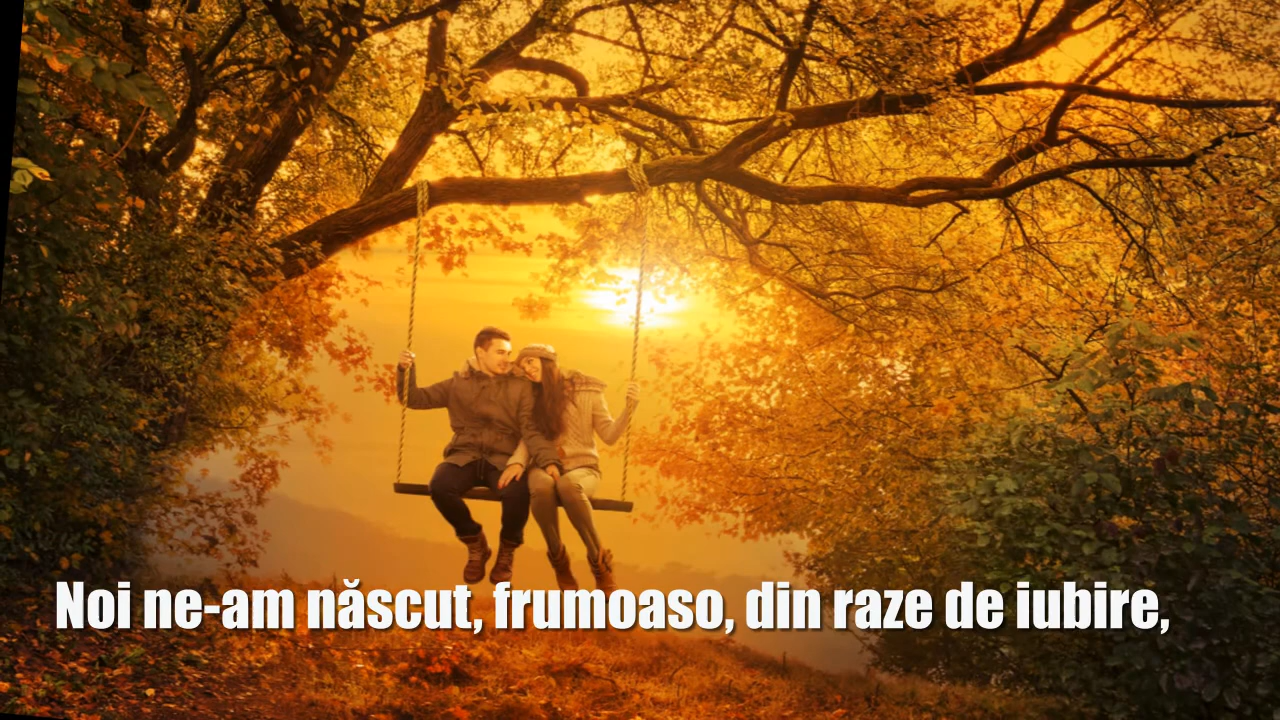 Noi ne-am născut, frumoaso, din raze de iubire,